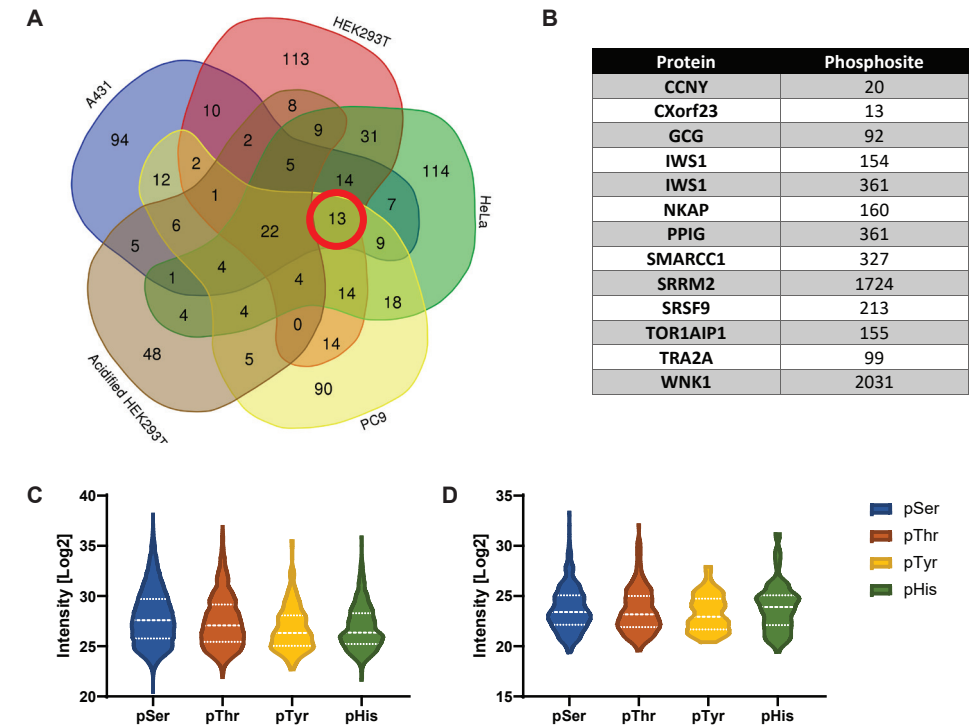 A
HEK293T
A431
HeLa
PC9
Acidified HEK293T
113
10
8
94
2
9
31
114
5
14
2
12
1
7
13
6
22
9
5
4
1
4
14
18
4
4
0
14
48
5
90
B
Protein Phosphosite
CCNY 20
CXorf23 13
GCG 92
IWS1 154
IWS1 361
NKAP 160
PPIG 361
SMARCC1 327
SRRM2 1724
SRSF9 213
TOR1AIP1 155
TRA2A 99
WNK1 2031
C
Intensity [Log2]
40
35
30
25
20
pSer pThr pTyr pHis
D
Intensity [Log2]
35
30
25
20
15
pSer pThr pTyr pHis
pSer
pThr
pTyr
pHis